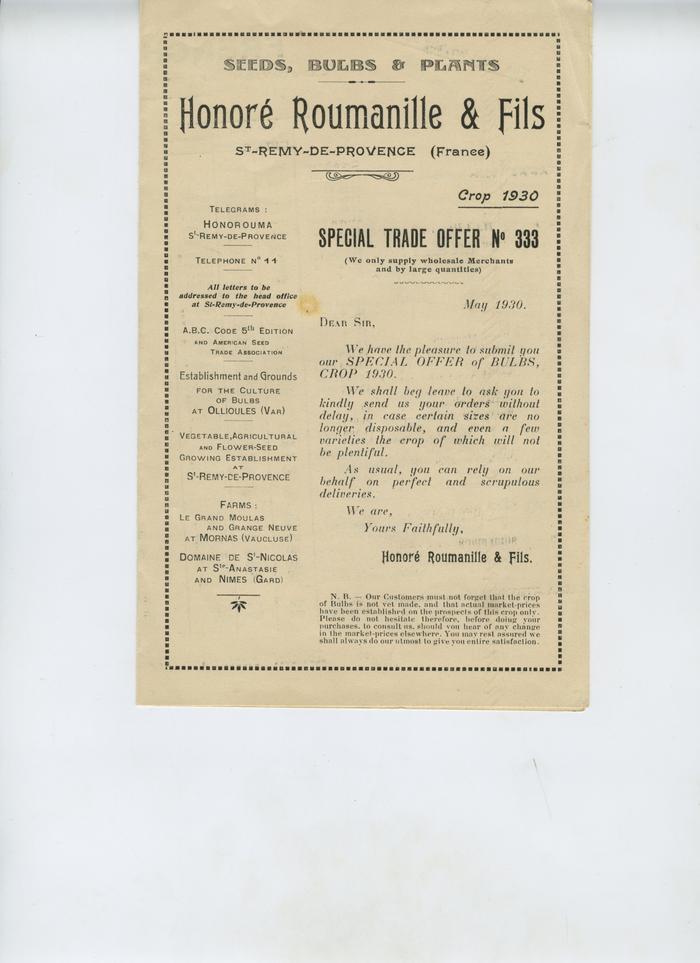 SEEDS, BULBS & PLANTS
Honoré Roumanille & Fils
ST-REMY-DE-PROVENCE (France)
Crop 1930
TELEGRAMS :
HONOROUMA
St-REMY-DE-PROVENCE
TELEPHONE N° 11
All letters to be
addressed to the head office
at St-Remy-de-Provence
A.B.C. CODE 5th EDITION
AND AMERICAN SEED
TRADE ASSOCIATION
Establishment and Grounds
FOR THE CULTURE
OF BULBS
AT OLLIOULES (VAR)
VEGETABLE, AGRICULTURAL
AND FLOWER-SEED
GROWING ESTABLISHMENT
AT
St-REMY-DE-PROVENCE
FARMS :
LE GRAND MOULAS
AND GRANGE NEUVE
AT MORNAS (VAUCLUSE)
DOMAINE DE St-NICOLAS
AT Ste-ANASTASIE
AND NIMES (GARD)
SPECIAL TRADE OFFER No 333
(We only supply wholesale Merchants
and by large quantities)
May 1930.
DEAR SIR,
We have the pleasure to submit you
our SPECIAL OFFER of BULBS,
CROP 1930.
We shall beg leave to ask you to
kindly send us your orders without
delay, in case certain sizes are no
longer disposable, and even a few
varieties the crop of which will not
be plentiful.
As usual, you can rely on our
behalf on perfect and scrupulous
deliveries.
We are,
Yours Faithfully,
Honoré Roumanille & Fils.
N. B. — Our Customers must not forget that the crop
of Bulbs is not yet made, and that actual market-prices
have been established on the prospects of this crop only.
Please do not hesitate therefore, before doing your
purchases, to consult us, should you hear of any change
in the market-prices elsewhere. You may rest assured we
shall always do our utmost to give you entire satisfaction.